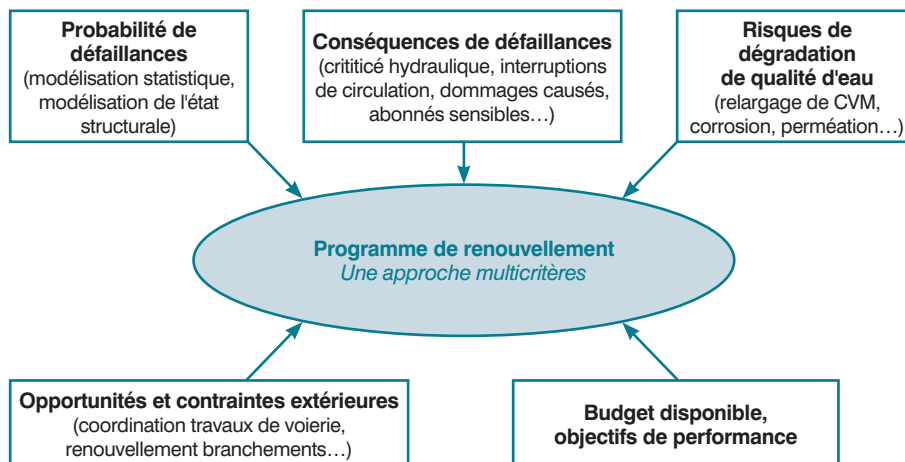 Probabilité de
défaillances
(modélisation statistique,
modélisation de l'état
structurale)
Conséquences de défaillances
(crititicé hydraulique, interruptions
de circulation, dommages causés,
abonnés sensibles…)
Risques de
dégradation
de qualité d'eau
(relargage de CVM,
corrosion, perméation…)
Programme de renouvellement
Une approche multicritères
Opportunités et contraintes extérieures
(coordination travaux de voierie,
renouvellement branchements…)
Budget disponible,
objectifs de performance